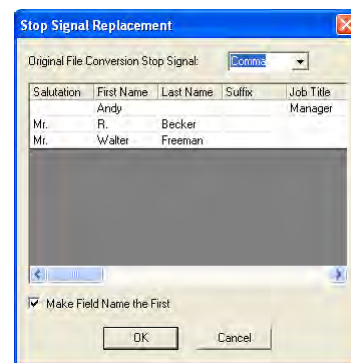 Stop Signal Replacement
Original File Conversion Stop Signal: Comma
Salutation First Name Last Name Suffix Job Title
Andy Manager
Mr. R. Becker
Mr. Walter Freeman
Make Field Name the First
OK Cancel